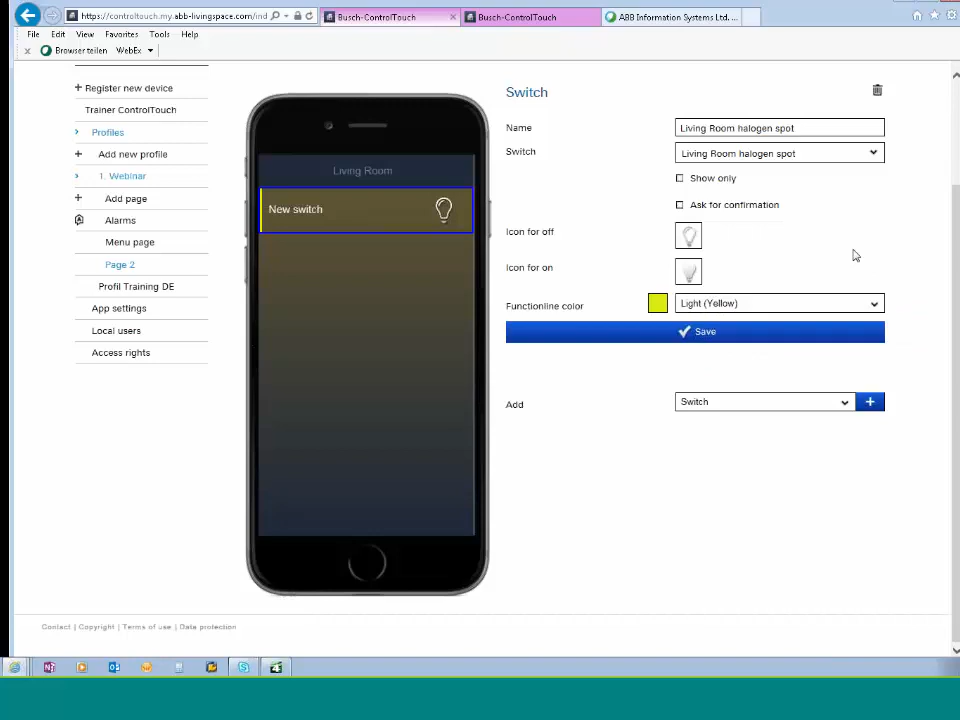 https://controltouch.my.abb-livingspace.com/ind
Busch-ControlTouch
Busch-ControlTouch
ABB Information Systems Ltd. ...
File Edit View Favorites Tools Help
x Browser teilen WebEx
+ Register new device
Trainer ControlTouch
Profiles
+ Add new profile
1. Webinar
+ Add page
Alarms
Menu page
Page 2
Profil Training DE
App settings
Local users
Access rights
Living Room
New switch
Switch
Name Living Room halogen spot
Switch Living Room halogen spot
Show only
Ask for confirmation
Icon for off
Icon for on
Functionline color Light (Yellow)
Save
Add Switch +
Contact | Copyright | Terms of use | Data protection